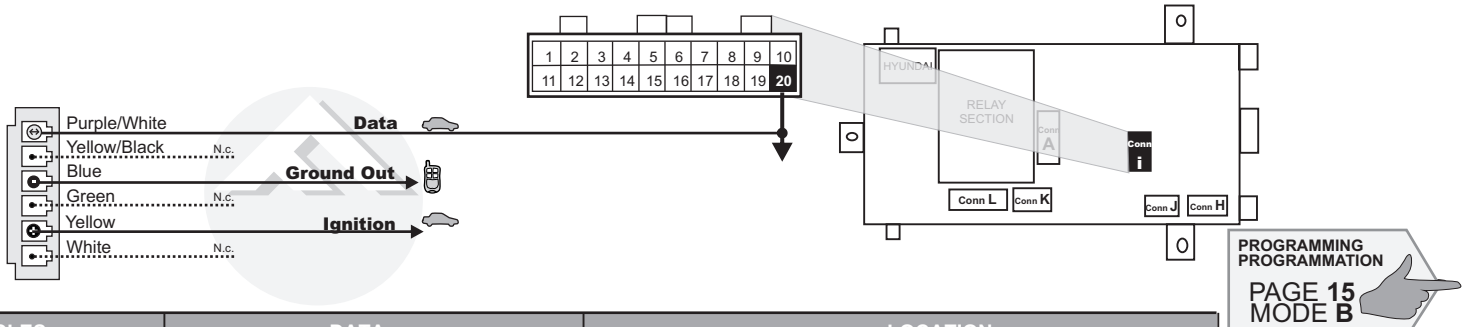 1 2 3 4 5 6 7 8 9 10
11 12 13 14 15 16 17 18 19 20
HYUNDAI
RELAY
SECTION
Conn
A
Conn
i
Conn L
Conn K
Conn J
Conn H
Purple/White Data
Yellow/Black N.c.
Blue Ground Out
Green N.c.
Yellow Ignition
White N.c.
PROGRAMMING
PROGRAMMATION
PAGE 15
MODE B
DATA
LOCATION